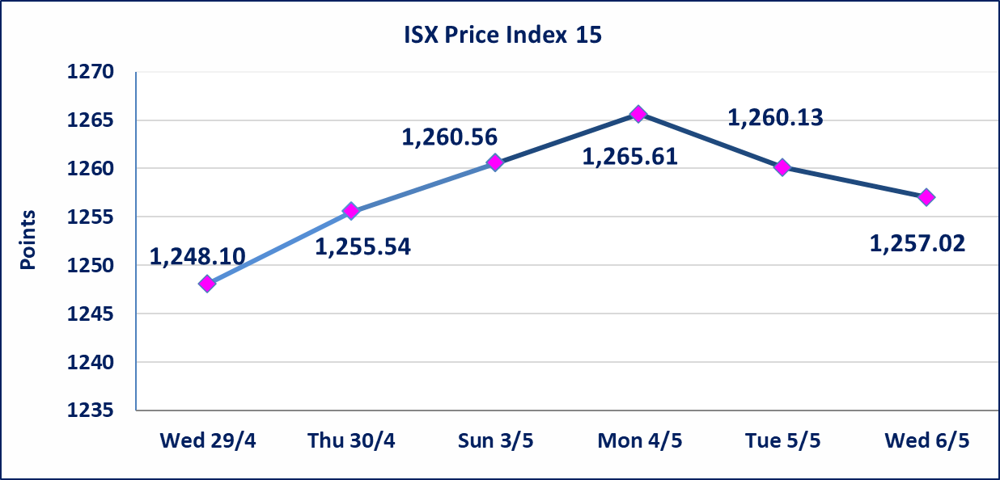 ISX Price Index 15
Points
1270
1265
1260
1255
1250
1245
1240
1235
1,248.10
1,255.54
1,260.56
1,265.61
1,260.13
1,257.02
Wed 29/4
Thu 30/4
Sun 3/5
Mon 4/5
Tue 5/5
Wed 6/5